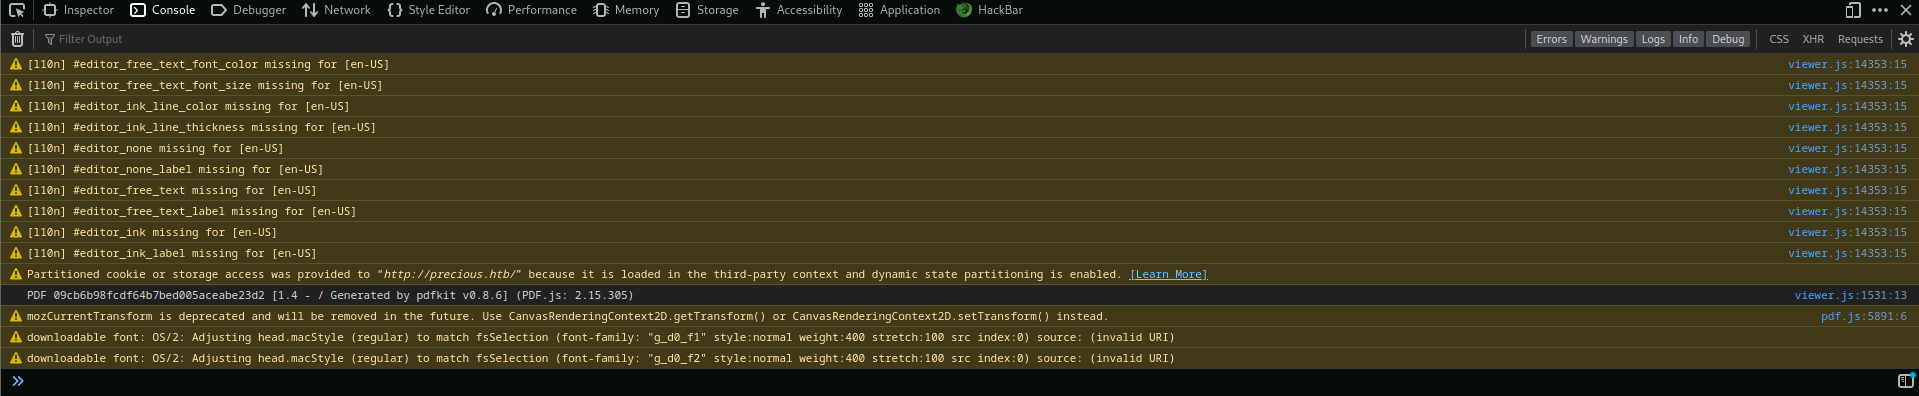 Inspector Console Debugger Network Style Editor Performance Memory Storage Accessibility Application HackBar
Filter Output Errors Warnings Logs Info Debug CSS XHR Requests
[l10n] #editor_free_text_font_color missing for [en-US] viewer.js:14353:15
[l10n] #editor_free_text_font_size missing for [en-US] viewer.js:14353:15
[l10n] #editor_ink_line_color missing for [en-US] viewer.js:14353:15
[l10n] #editor_ink_line_thickness missing for [en-US] viewer.js:14353:15
[l10n] #editor_none missing for [en-US] viewer.js:14353:15
[l10n] #editor_none_label missing for [en-US] viewer.js:14353:15
[l10n] #editor_free_text missing for [en-US] viewer.js:14353:15
[l10n] #editor_free_text_label missing for [en-US] viewer.js:14353:15
[l10n] #editor_ink missing for [en-US] viewer.js:14353:15
[l10n] #editor_ink_label missing for [en-US] viewer.js:14353:15
Partitioned cookie or storage access was provided to “http://precious.htb/” because it is loaded in the third-party context and dynamic state partitioning is enabled. [Learn More]
PDF 09cb6b98fcdf64b7bed005aceabe23d2 [1.4 - / Generated by pdfkit v0.8.6] (PDF.js: 2.15.305) viewer.js:1531:13
mozCurrentTransform is deprecated and will be removed in the future. Use CanvasRenderingContext2D.getTransform() or CanvasRenderingContext2D.setTransform() instead. pdf.js:5891:6
downloadable font: OS/2: Adjusting head.macStyle (regular) to match fsSelection (font-family: "g_d0_f1" style:normal weight:400 stretch:100 src index:0) source: (invalid URI)
downloadable font: OS/2: Adjusting head.macStyle (regular) to match fsSelection (font-family: "g_d0_f2" style:normal weight:400 stretch:100 src index:0) source: (invalid URI)